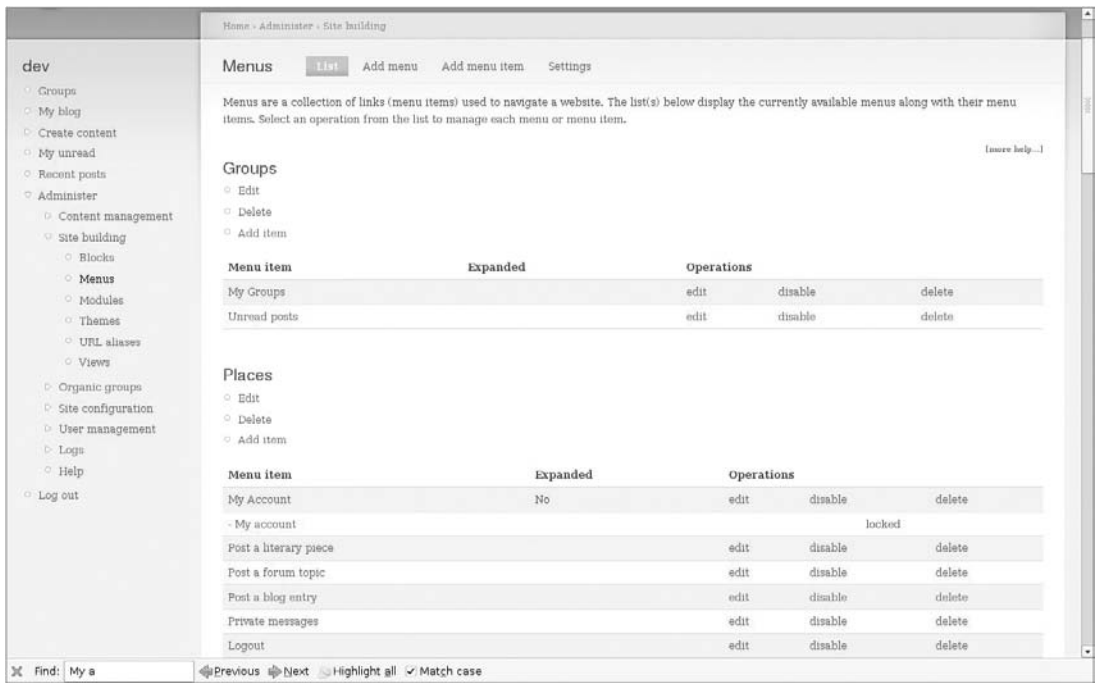 Home › Administer › Site building
dev
Groups
My blog
Create content
My unread
Recent posts
Administer
Content management
Site building
Blocks
Menus
Modules
Themes
URL aliases
Views
Organic groups
Site configuration
User management
Logs
Help
Log out
Menus List Add menu Add menu item Settings
Menus are a collection of links (menu items) used to navigate a website. The list(s) below display the currently available menus along with their menu
items. Select an operation from the list to manage each menu or menu item.
[more help...]
Groups
Edit
Delete
Add item
Menu item Expanded Operations
My Groups edit disable delete
Unread posts edit disable delete
Places
Edit
Delete
Add item
Menu item Expanded Operations
My Account No edit disable delete
- My account locked
Post a literary piece edit disable delete
Post a forum topic edit disable delete
Post a blog entry edit disable delete
Private messages edit disable delete
Logout edit disable delete
Find: My a Previous Next Highlight all Match case